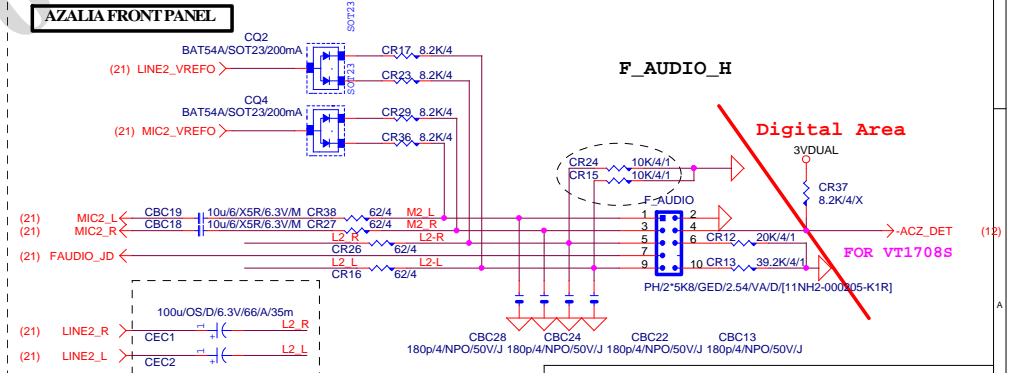 AZALIA FRONT PANEL
SOT23
CQ2
BAT54A/SOT23/200mA
(21) LINE2_VREFO
CR17 8.2K/4
CR23 8.2K/4
SOT23
F_AUDIO_H
CQ4
BAT54A/SOT23/200mA
(21) MIC2_VREFO
CR29 8.2K/4
CR36 8.2K/4
Digital Area
3VDUAL
CR24 10K/4/1
CR15 10K/4/1
CR37
8.2K/4/X
F_AUDIO
(21) MIC2_L CBC19 10u/6/X5R/6.3V/M CR38 62/4 M2_L 1 2
(21) MIC2_R CBC18 10u/6/X5R/6.3V/M CR27 62/4 M2_R 3 4 -ACZ_DET (12)
L2_R L2-R 5 6 CR12 20K/4/1
CR26 62/4
FOR VT1708S
(21) FAUDIO_JD 7
L2_L L2-L 9 10 CR13 39.2K/4/1
CR16 62/4
PH/2*5K8/GED/2.54/VA/D/[11NH2-000205-K1R]
A
100u/OS/D/6.3V/66/A/35m
(21) LINE2_R 1 + L2_R
CEC1
(21) LINE2_L 1 + L2_L
CEC2
CBC28 CBC24 CBC22 CBC13
180p/4/NPO/50V/J 180p/4/NPO/50V/J 180p/4/NPO/50V/J 180p/4/NPO/50V/J